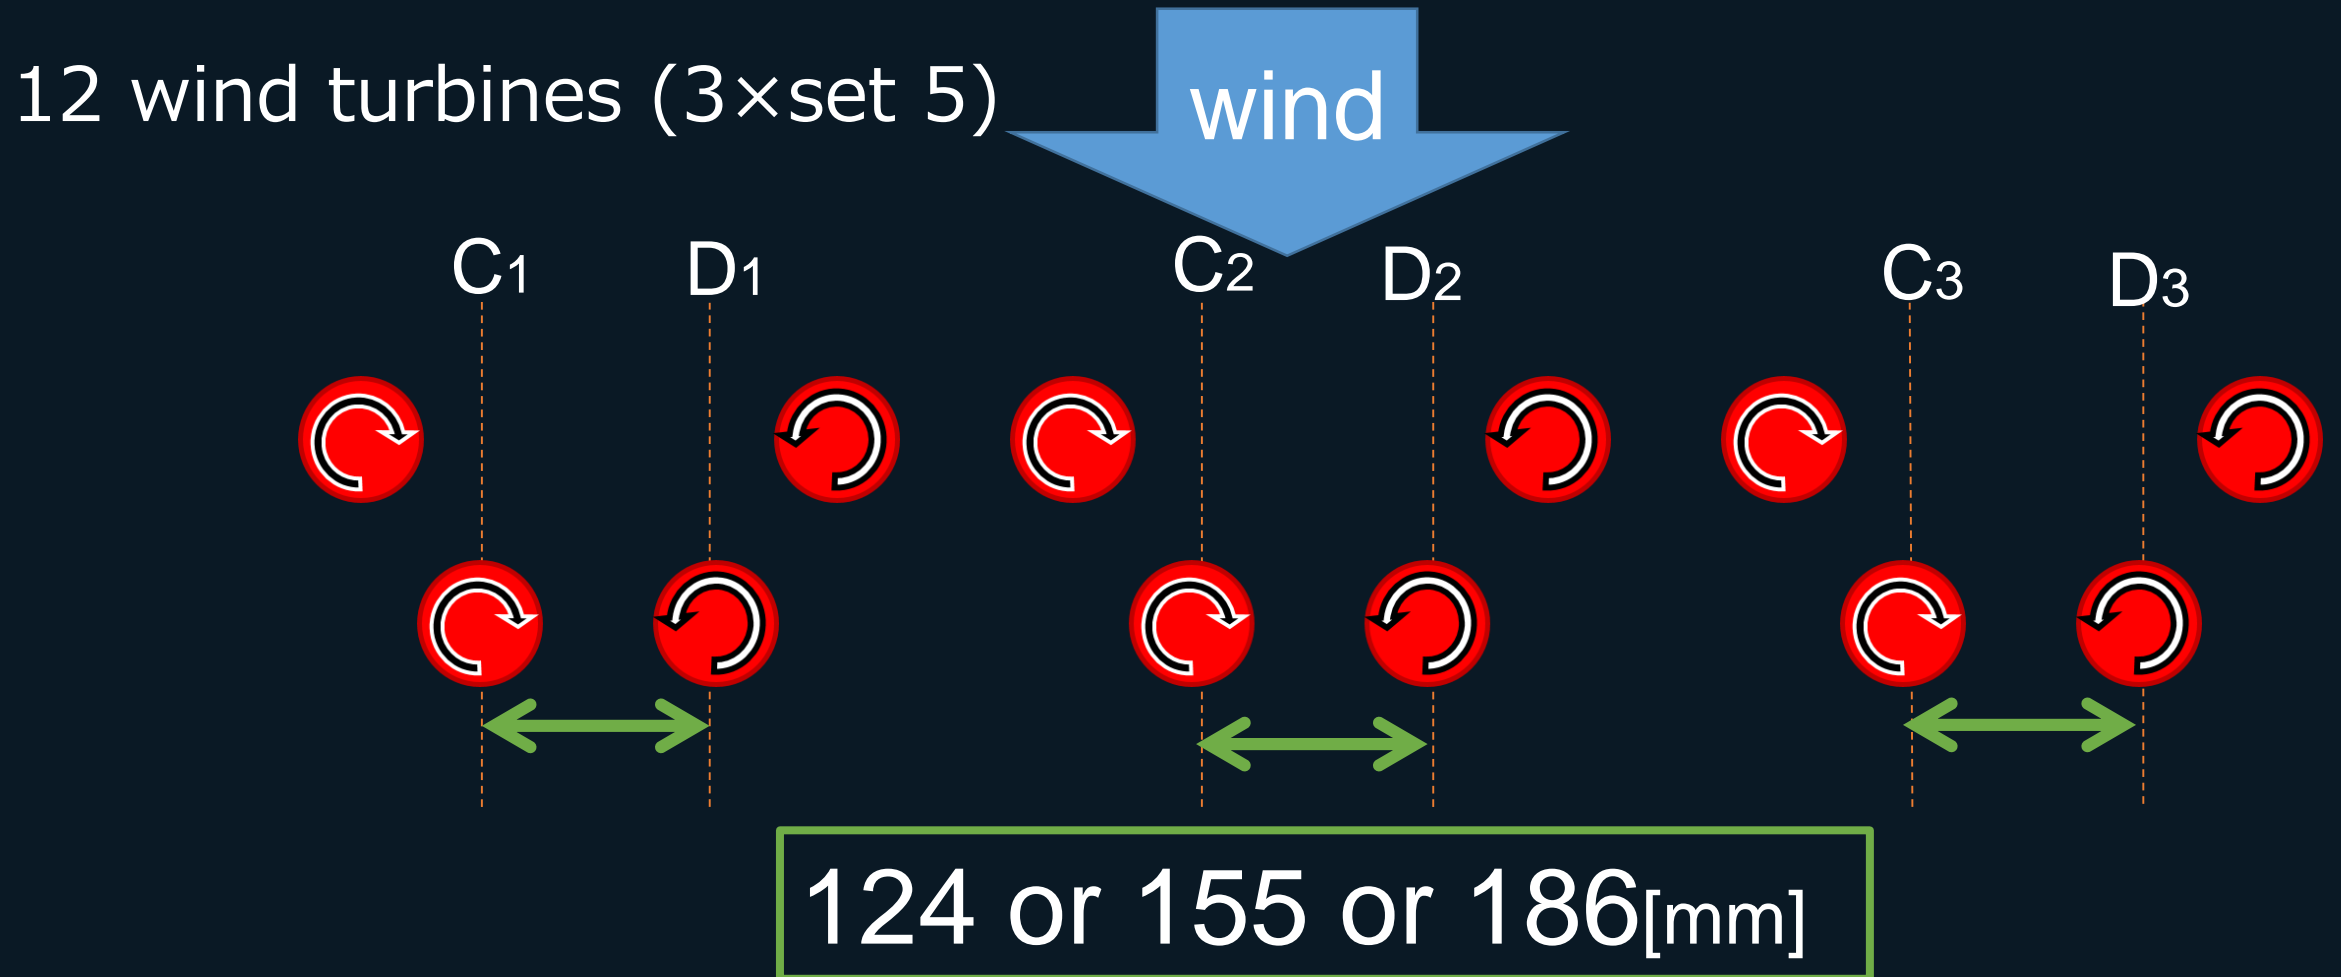 12 wind turbines (3×set 5)
wind
C1 D1 C2 D2 C3 D3
124 or 155 or 186[mm]